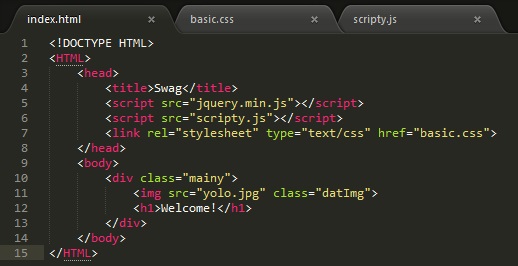 index.html × basic.css × scripty.js ×
1 <!DOCTYPE HTML>
2 <HTML>
3 <head>
4 <title>Swag</title>
5 <script src="jquery.min.js"></script>
6 <script src="scripty.js"></script>
7 <link rel="stylesheet" type="text/css" href="basic.css">
8 </head>
9 <body>
10 <div class="mainy">
11 <img src="yolo.jpg" class="datImg">
12 <h1>Welcome!</h1>
13 </div>
14 </body>
15 </HTML>